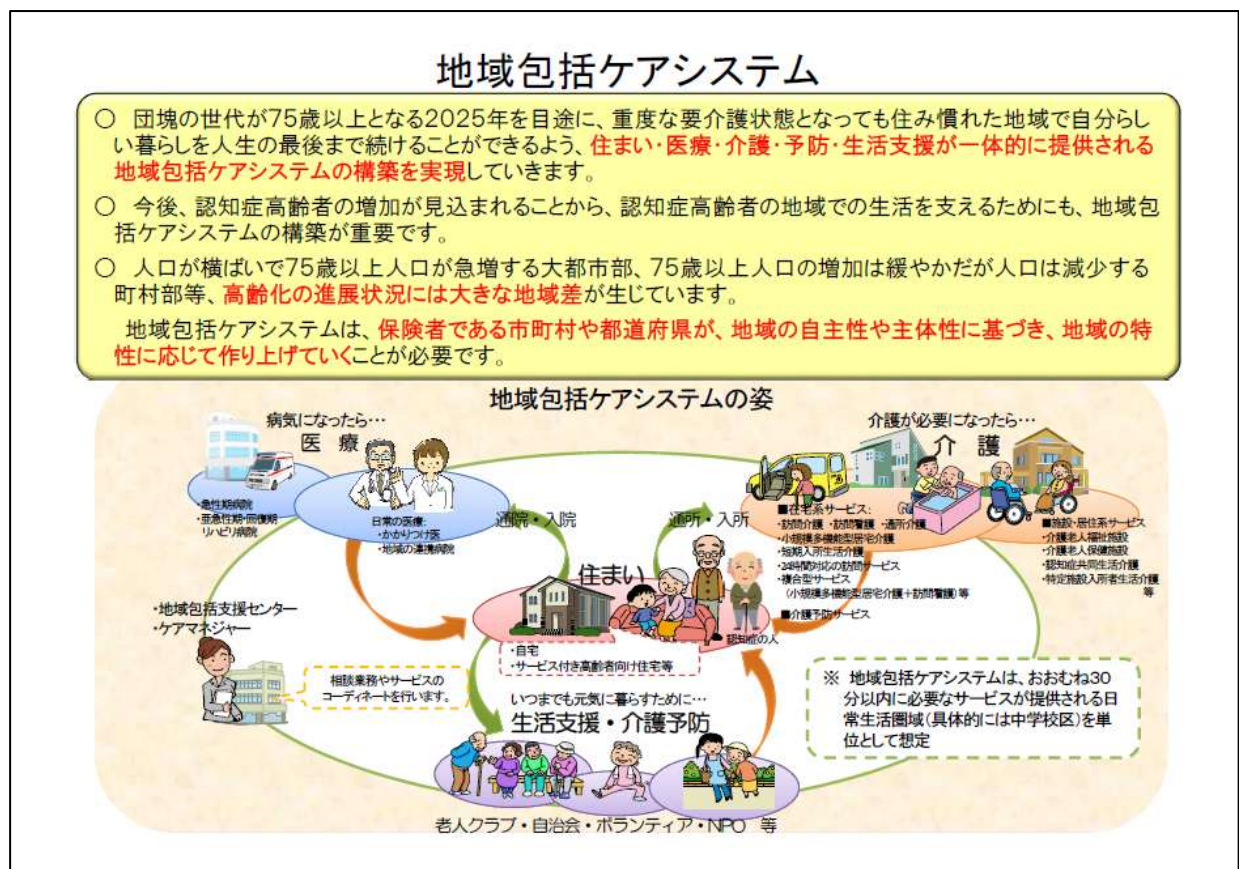 地域包括ケアシステム
○ 団塊の世代が75歳以上となる2025年を目途に、重度な要介護状態となっても住み慣れた地域で自分らし
い暮らしを人生の最後まで続けることができるよう、住まい・医療・介護・予防・生活支援が一体的に提供される
地域包括ケアシステムの構築を実現していきます。
○ 今後、認知症高齢者の増加が見込まれることから、認知症高齢者の地域での生活を支えるためにも、地域包
括ケアシステムの構築が重要です。
○ 人口が横ばいで75歳以上人口が急増する大都市部、75歳以上人口の増加は緩やかだが人口は減少する
町村部等、高齢化の進展状況には大きな地域差が生じています。
地域包括ケアシステムは、保険者である市町村や都道府県が、地域の自主性や主体性に基づき、地域の特
性に応じて作り上げていくことが必要です。
地域包括ケアシステムの姿
病気になったら…
医 療
・急性期病院
・亜急性期・回復期
リハビリ病院
日常の医療:
・かかりつけ医
・地域の連携病院
通院・入院
通所・入所
介護が必要になったら…
介 護
■在宅系サービス:
・訪問介護 ・訪問看護 ・通所介護
・小規模多機能型居宅介護
・短期入所生活介護
・24時間対応の訪問サービス
・複合型サービス
(小規模多機能型居宅介護+訪問看護)等
■介護予防サービス
■施設・居住系サービス
・介護老人福祉施設
・介護老人保健施設
・認知症共同生活介護
・特定施設入所者生活介護
等
住まい
認知症の人
・自宅
・サービス付き高齢者向け住宅等
・地域包括支援センター
・ケアマネジャー
相談業務やサービスの
コーディネートを行います。
いつまでも元気に暮らすために…
生活支援・介護予防
老人クラブ・自治会・ボランティア・NPO 等
※ 地域包括ケアシステムは、おおむね30
分以内に必要なサービスが提供される日
常生活圏域(具体的には中学校区)を単
位として想定